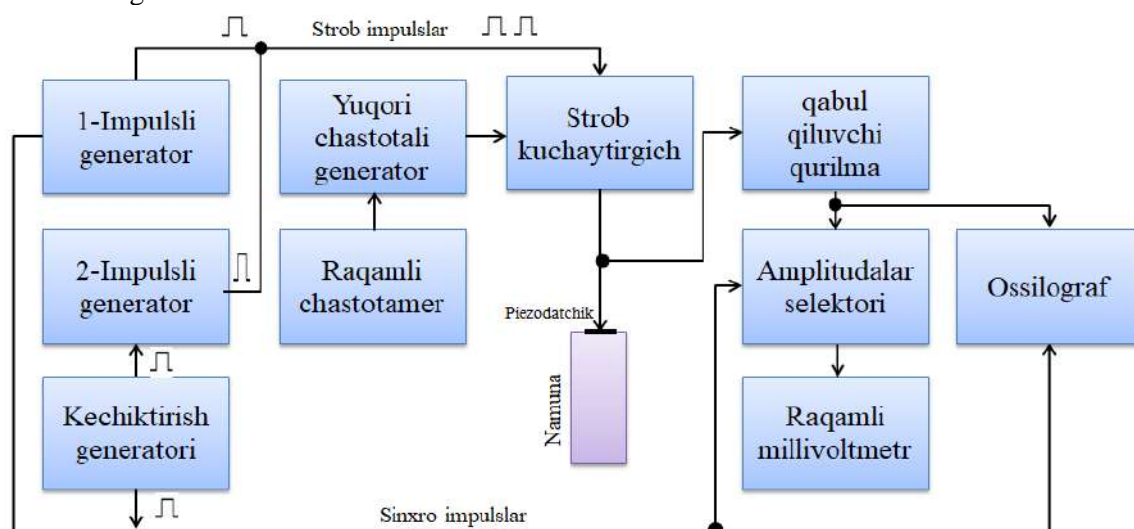 Strob impulslar
1-Impulsli
generator
Yuqori
chastotali
generator
Strob
kuchaytirgich
qabul
qiluvchi
qurilma
2-Impulsli
generator
Raqamli
chastotamer
Amplitudalar
selektori
Ossilograf
Piezodatchik
Namuna
Kechiktirish
generatori
Raqamli
millivoltmetr
Sinxro impulslar